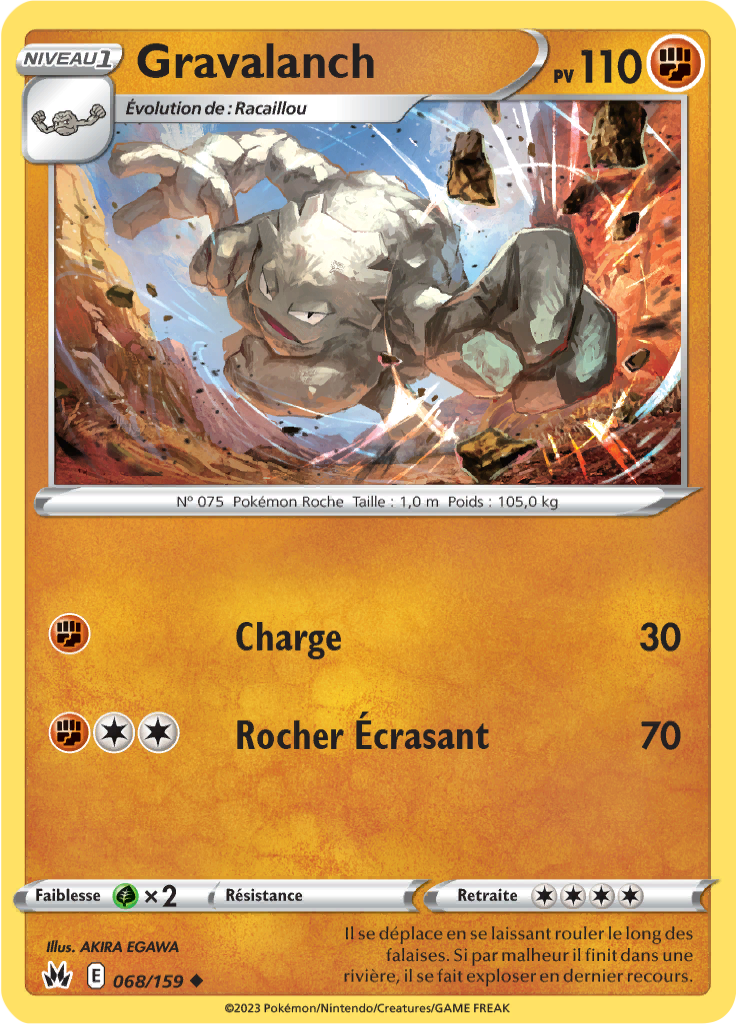 NIVEAU 1
Gravalanch
PV 110
Évolution de : Racaillou
N° 075 Pokémon Roche Taille : 1,0 m Poids : 105,0 kg
Charge 30
Rocher Écrasant 70
Faiblesse ×2 Résistance Retraite
Illus. AKIRA EGAWA
Il se déplace en se laissant rouler le long des
falaises. Si par malheur il finit dans une
rivière, il se fait exploser en dernier recours.
E 068/159
©2023 Pokémon/Nintendo/Creatures/GAME FREAK